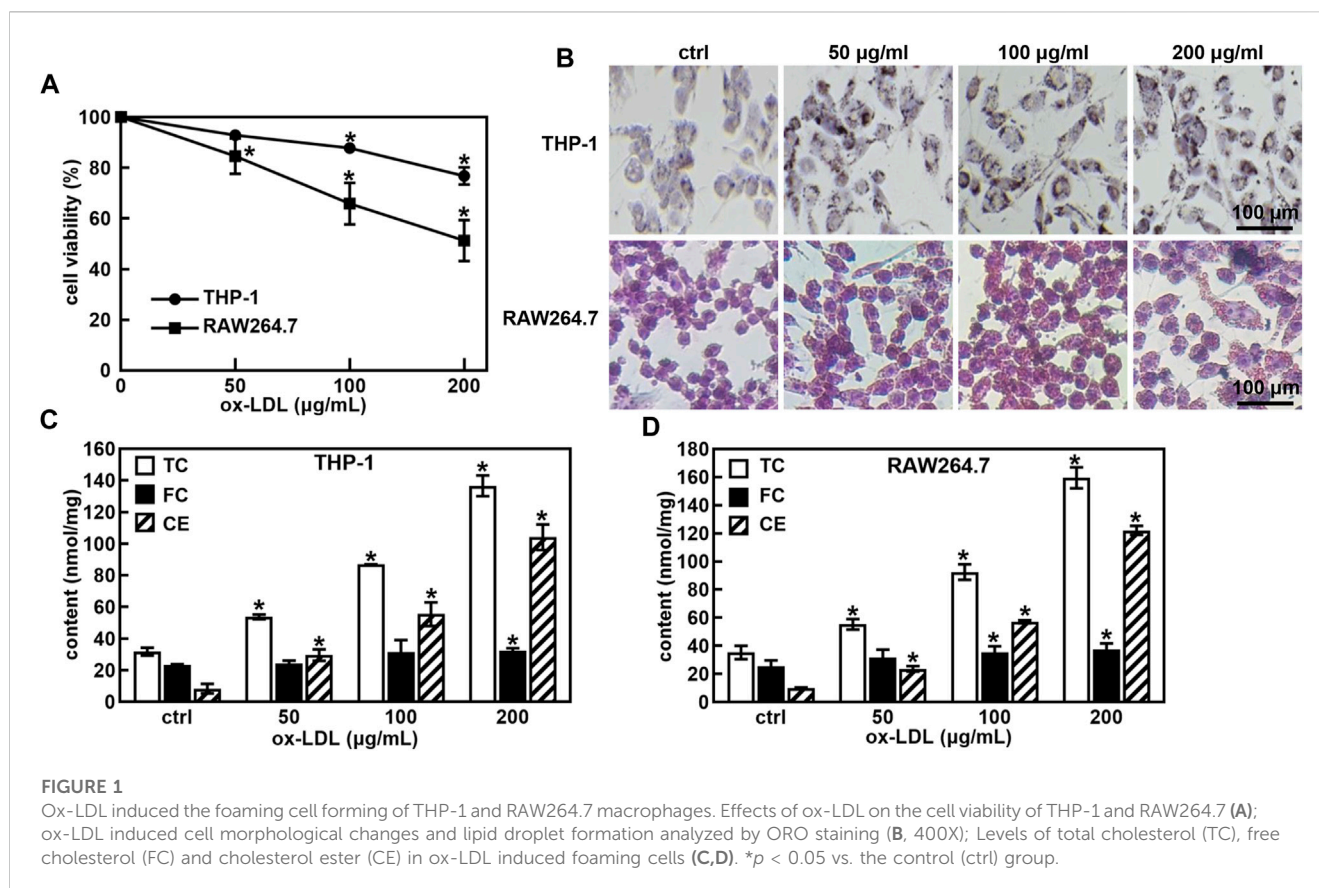 A
100
80
60
40
20
0
cell viability (%)
*
*
*
*
*
THP-1
RAW264.7
0 50 100 200
ox-LDL (µg/mL)
B
ctrl 50 µg/ml 100 µg/ml 200 µg/ml
THP-1
100 µm
RAW264.7
100 µm
C
160
140
120
100
80
60
40
20
0
content (nmol/mg)
THP-1
TC
FC
CE
* * * * * * *
ctrl 50 100 200
ox-LDL (µg/mL)
D
180
160
140
120
100
80
60
40
20
0
content (nmol/mg)
RAW264.7
TC
FC
CE
* * * * * * * *
ctrl 50 100 200
ox-LDL (µg/mL)
FIGURE 1
Ox-LDL induced the foaming cell forming of THP-1 and RAW264.7 macrophages. Effects of ox-LDL on the cell viability of THP-1 and RAW264.7 (A);
ox-LDL induced cell morphological changes and lipid droplet formation analyzed by ORO staining (B, 400X); Levels of total cholesterol (TC), free
cholesterol (FC) and cholesterol ester (CE) in ox-LDL induced foaming cells (C,D). *p < 0.05 vs. the control (ctrl) group.